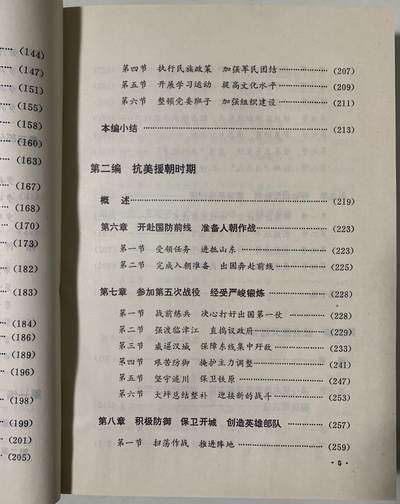 (144)
(147)
(151)
(155)
(158)
(160)
(163)
(167)
(168)
(170)
(173)
(182)
(183)
(184)
(186)
(189)
(196)
(198)
(199)
(201)
(205)
第四节 执行民族政策 加强军民团结 …………… (207)
第五节 开展学习运动 提高文化水平 …………… (209)
第六节 整顿党委班子 加强组织建设 …………… (211)
本编小结 …………………………………………… (213)
第二编 抗美援朝时期
概 述 …………………………………………… (219)
第六章 开赴国防前线 准备入朝作战 …………… (223)
第一节 受领任务 进抵山东 …………………… (223)
第二节 完成入朝准备 出国奔赴前线 …………… (225)
第七章 参加第五次战役 经受严峻锻炼 ………… (228)
第一节 战前练兵 决心打好出国第一仗 ………… (228)
第二节 强渡临津江 直捣议政府 ……………… (229)
第三节 威逼汉城 保障东线集中歼敌 …………… (233)
第四节 艰苦防御 掩护主力调整 ……………… (241)
第五节 坚守涟川 保卫铁原 …………………… (247)
第六节 大坪总结整补 迎接新的战斗 …………… (253)
第八章 积极防御 保卫开城 创造英雄部队 …… (257)
第一节 扫荡作战 推进阵地 …………………… (259)
· 5 ·